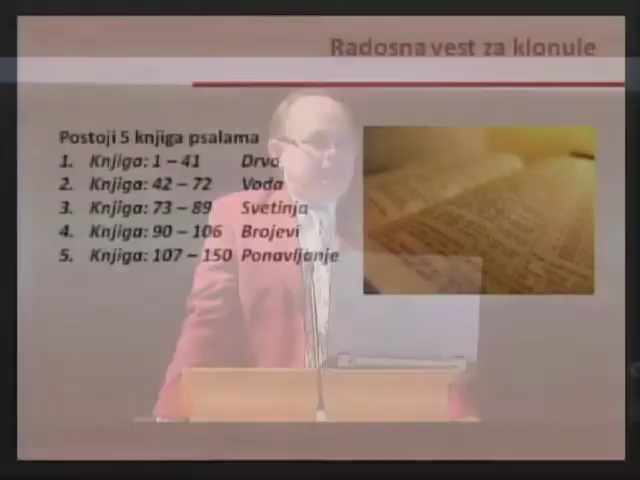 Radosna vest za klonule
Postoji 5 knjiga psalama
1. Knjiga: 1 – 41 Drvo
2. Knjiga: 42 – 72 Voda
3. Knjiga: 73 – 89 Svetinja
4. Knjiga: 90 – 106 Brojevi
5. Knjiga: 107 – 150 Ponavljanje